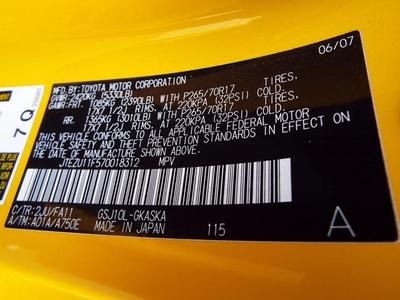 06/07
MFD.BY:TOYOTA MOTOR CORPORATION
GVWR:2420KG (5330LB)
GAWR:FRT. 1085KG (2390LB) WITH P265/70R17 TIRES,
17X7 1/2J RIMS, AT 220KPA (32PSI) COLD
RR. 1365KG (3010LB) WITH P265/70R17 TIRES,
17X7 1/2J RIMS, AT 220KPA (32PSI) COLD
THIS VEHICLE CONFORMS TO ALL APPLICABLE FEDERAL MOTOR
VEHICLE SAFETY AND THEFT PREVENTION STANDARDS IN EFFECT ON
THE DATE OF MANUFACTURE SHOWN ABOVE.
JTEZU11F570018312 MPV
C/TR:2JU/FA11 GSJ10L-GKASKA
A/TM:A01A/A750E MADE IN JAPAN 115 A
7 Q